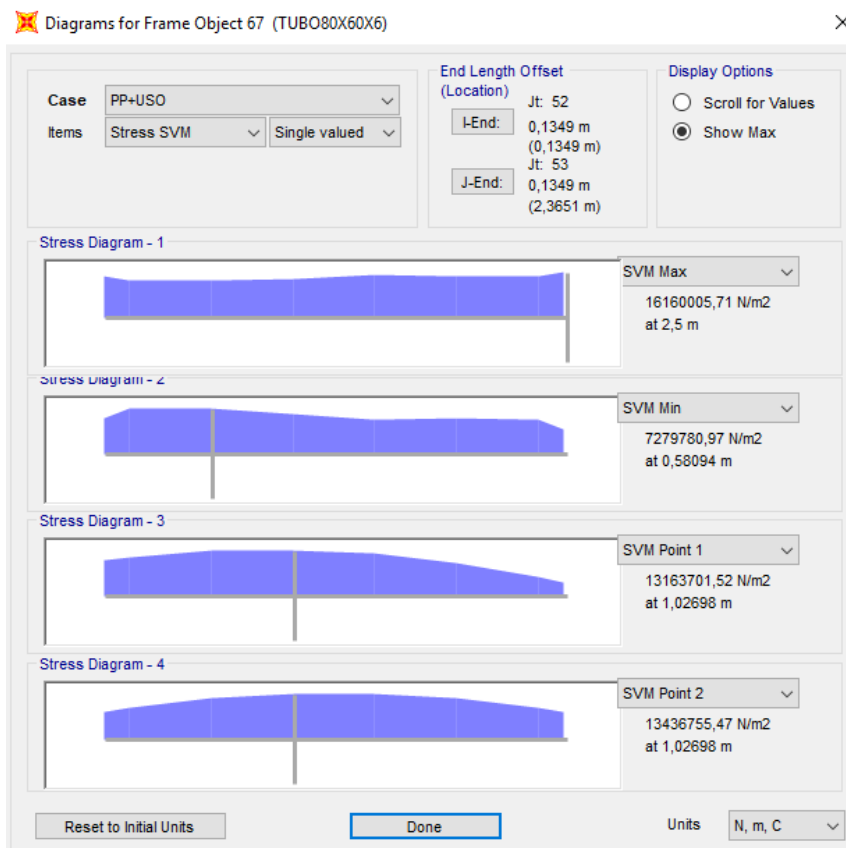 Diagrams for Frame Object 67 (TUBO80X60X6)
Case PP+USO
Items Stress SVM Single valued
End Length Offset
(Location)
I-End:
Jt: 52
0,1349 m
(0,1349 m)
J-End:
Jt: 53
0,1349 m
(2,3651 m)
Display Options
Scroll for Values
Show Max
Stress Diagram - 1
SVM Max
16160005,71 N/m2
at 2,5 m
Stress Diagram - 2
SVM Min
7279780,97 N/m2
at 0,58094 m
Stress Diagram - 3
SVM Point 1
13163701,52 N/m2
at 1,02698 m
Stress Diagram - 4
SVM Point 2
13436755,47 N/m2
at 1,02698 m
Reset to Initial Units
Done
Units N, m, C